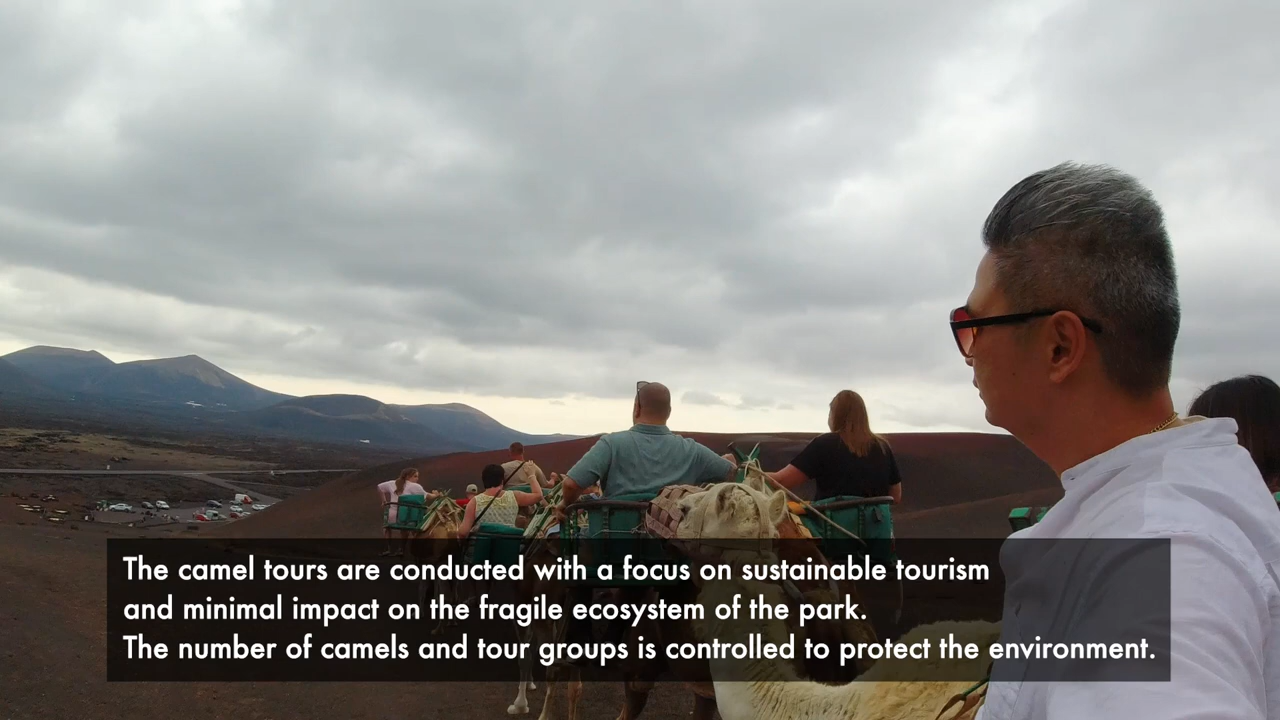 The camel tours are conducted with a focus on sustainable tourism
and minimal impact on the fragile ecosystem of the park.
The number of camels and tour groups is controlled to protect the environment.